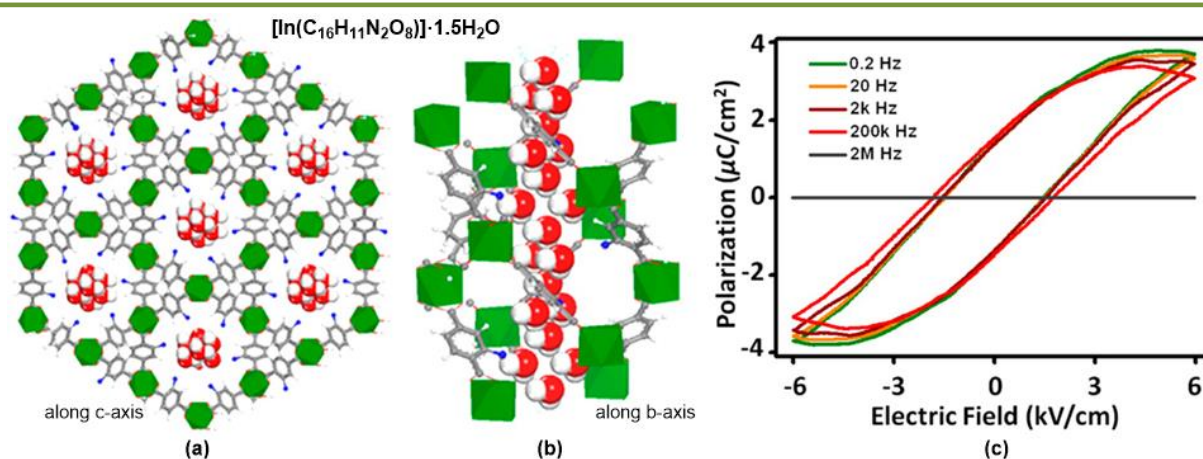 [In(C₁₆H₁₁N₂O₈)]·1.5H₂O
along c-axis
(a)
along b-axis
(b)
Polarization (μC/cm²)
4
2
0
-2
-4
0.2 Hz
20 Hz
2k Hz
200k Hz
2M Hz
-6 -3 0 3 6
Electric Field (kV/cm)
(c)